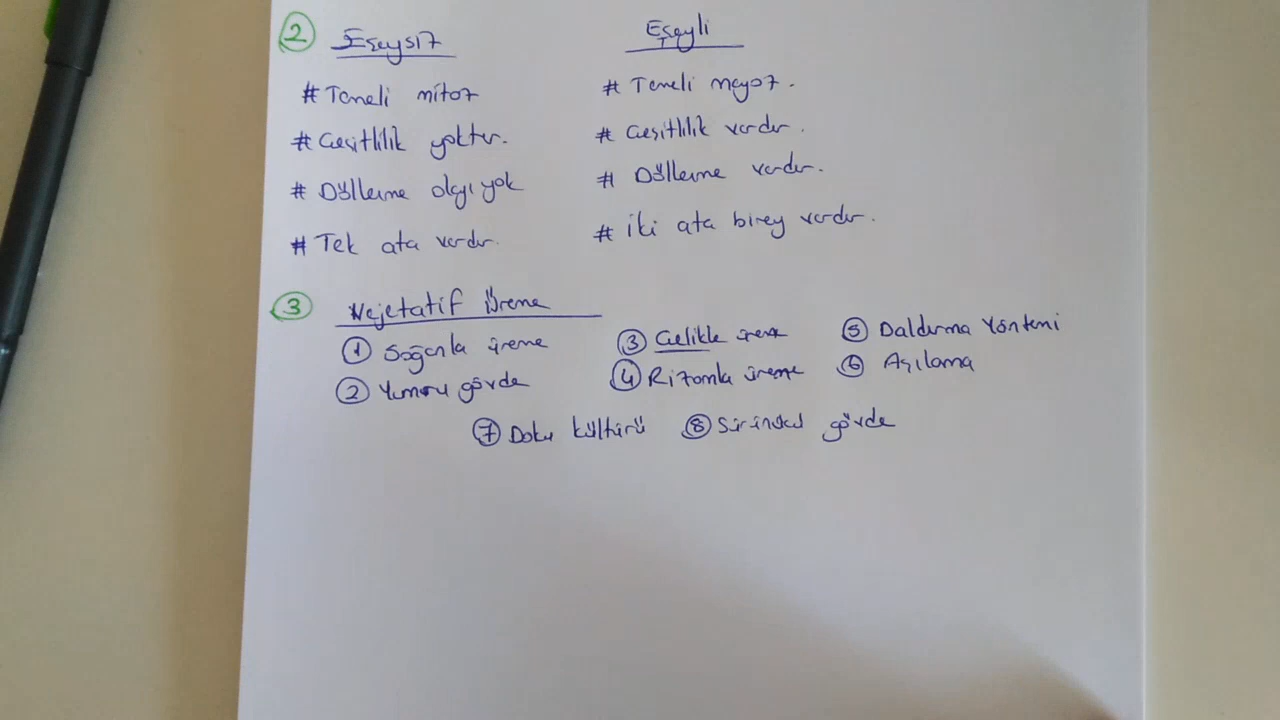 2 Eşeysiz Eşeyli
# Temeli mitoz # Temeli mayoz.
# Çeşitlilik yoktur. # Çeşitlilik vardır.
# Döllenme olayı yok # Döllenme vardır.
# Tek ata vardır. # İki ata birey vardır.
3 Vejetatif Üreme
1 Soğanla üreme 3 Çelikle üreme 5 Daldırma Yöntemi
2 Yumru gövde 4 Rizomla üreme 6 Aşılama
7 Doku kültürü 8 Sürünücü gövde